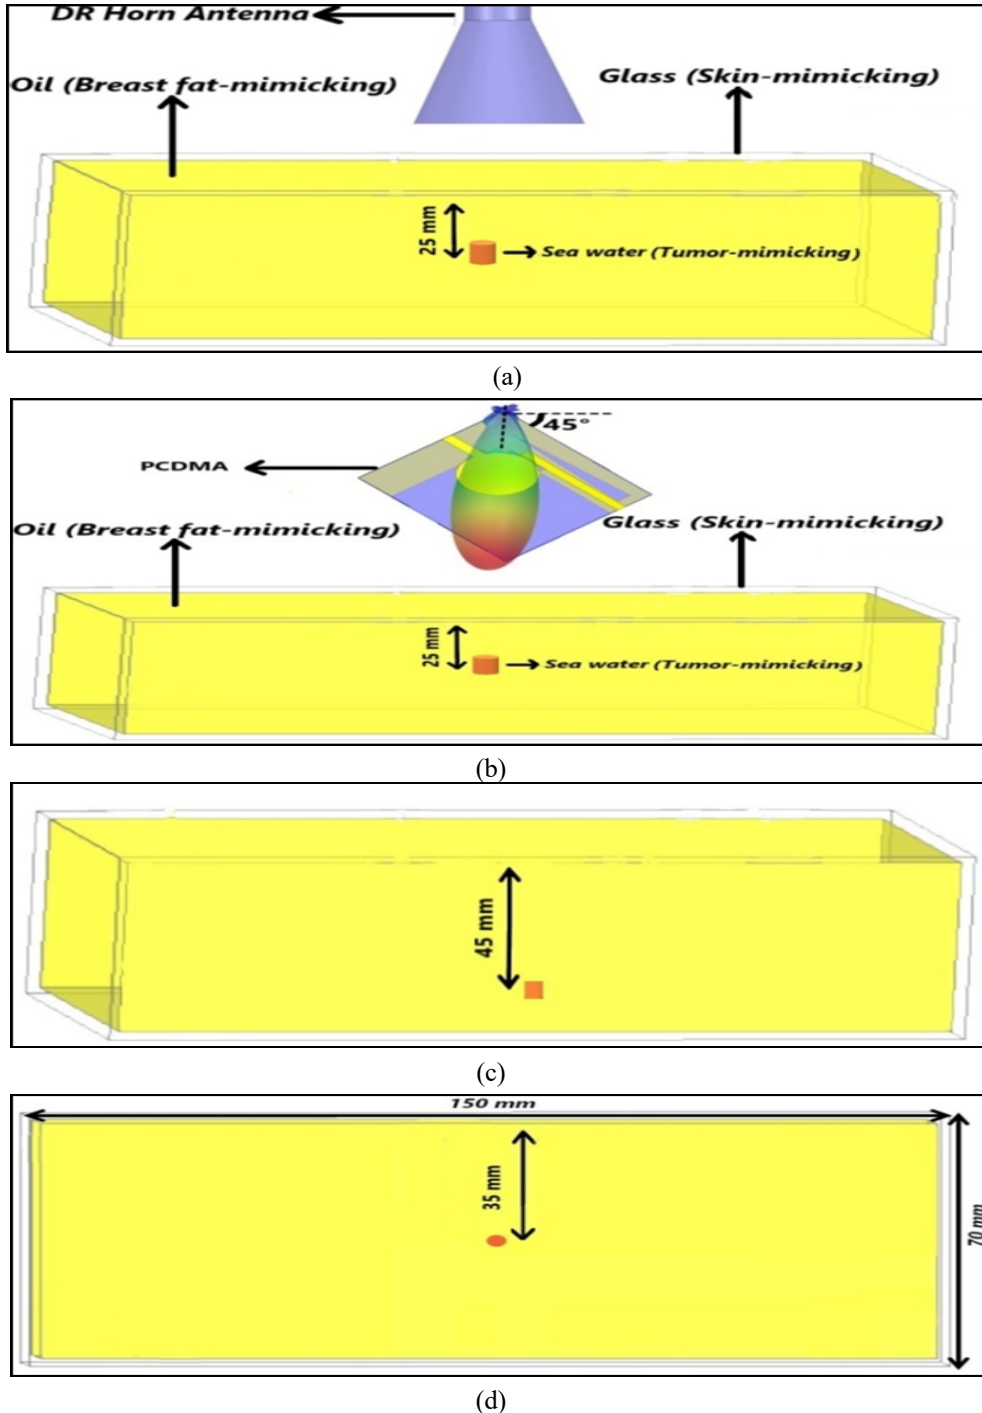 DR Horn Antenna
Oil (Breast fat-mimicking)
Glass (Skin-mimicking)
25 mm
Sea water (Tumor-mimicking)
(a)
45°
PCDMA
Oil (Breast fat-mimicking)
Glass (Skin-mimicking)
25 mm
Sea water (Tumor-mimicking)
(b)
45 mm
(c)
150 mm
35 mm
70 mm
(d)